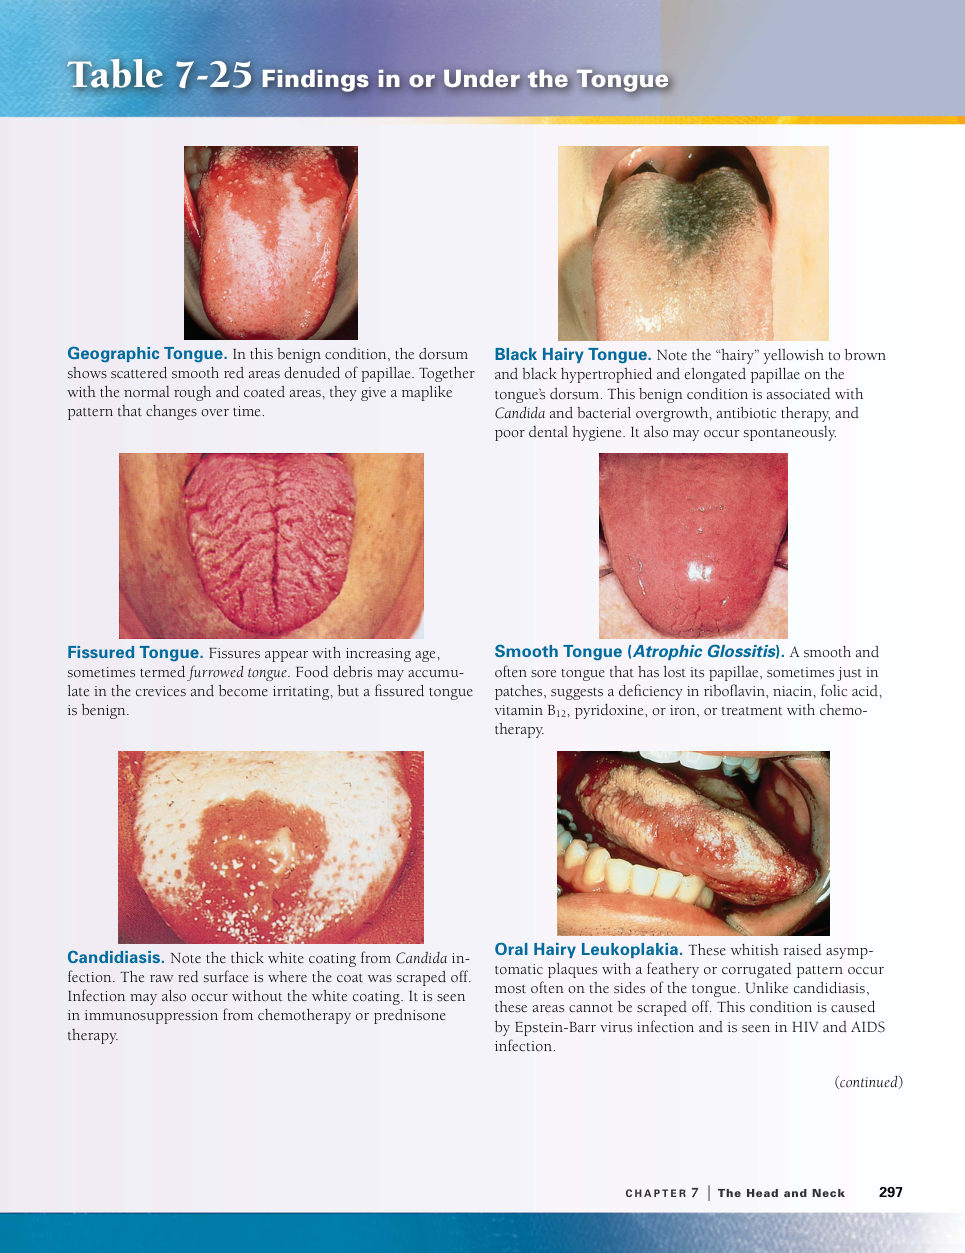 Table 7-25 Findings in or Under the Tongue
Geographic Tongue. In this benign condition, the dorsum
shows scattered smooth red areas denuded of papillae. Together
with the normal rough and coated areas, they give a maplike
pattern that changes over time.
Black Hairy Tongue. Note the “hairy” yellowish to brown
and black hypertrophied and elongated papillae on the
tongue’s dorsum. This benign condition is associated with
Candida and bacterial overgrowth, antibiotic therapy, and
poor dental hygiene. It also may occur spontaneously.
Fissured Tongue. Fissures appear with increasing age,
sometimes termed furrowed tongue. Food debris may accumu-
late in the crevices and become irritating, but a fissured tongue
is benign.
Smooth Tongue (Atrophic Glossitis). A smooth and
often sore tongue that has lost its papillae, sometimes just in
patches, suggests a deficiency in riboflavin, niacin, folic acid,
vitamin B12, pyridoxine, or iron, or treatment with chemo-
therapy.
Candidiasis. Note the thick white coating from Candida in-
fection. The raw red surface is where the coat was scraped off.
Infection may also occur without the white coating. It is seen
in immunosuppression from chemotherapy or prednisone
therapy.
Oral Hairy Leukoplakia. These whitish raised asymp-
tomatic plaques with a feathery or corrugated pattern occur
most often on the sides of the tongue. Unlike candidiasis,
these areas cannot be scraped off. This condition is caused
by Epstein-Barr virus infection and is seen in HIV and AIDS
infection.
(continued)
CHAPTER 7 | The Head and Neck 297